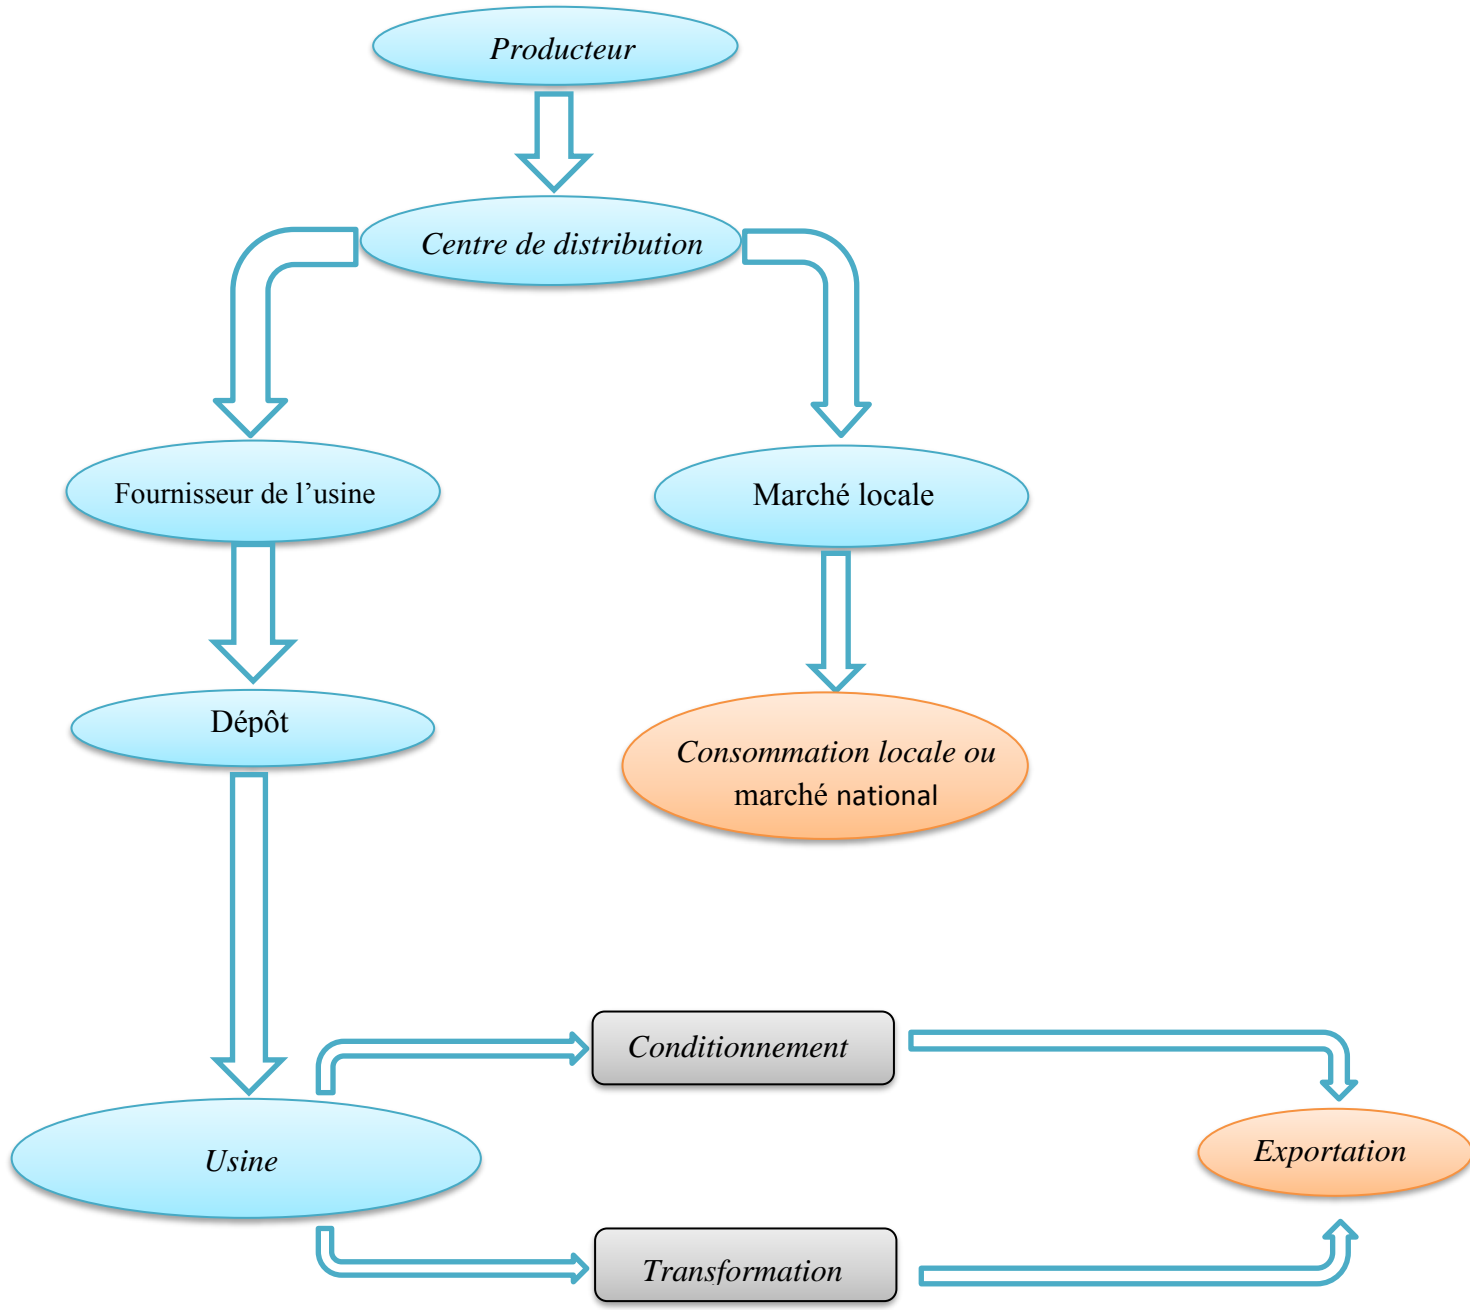 Producteur
Centre de distribution
Fournisseur de l’usine
Marché locale
Dépôt
Consommation locale ou
marché national
Conditionnement
Usine
Exportation
Transformation